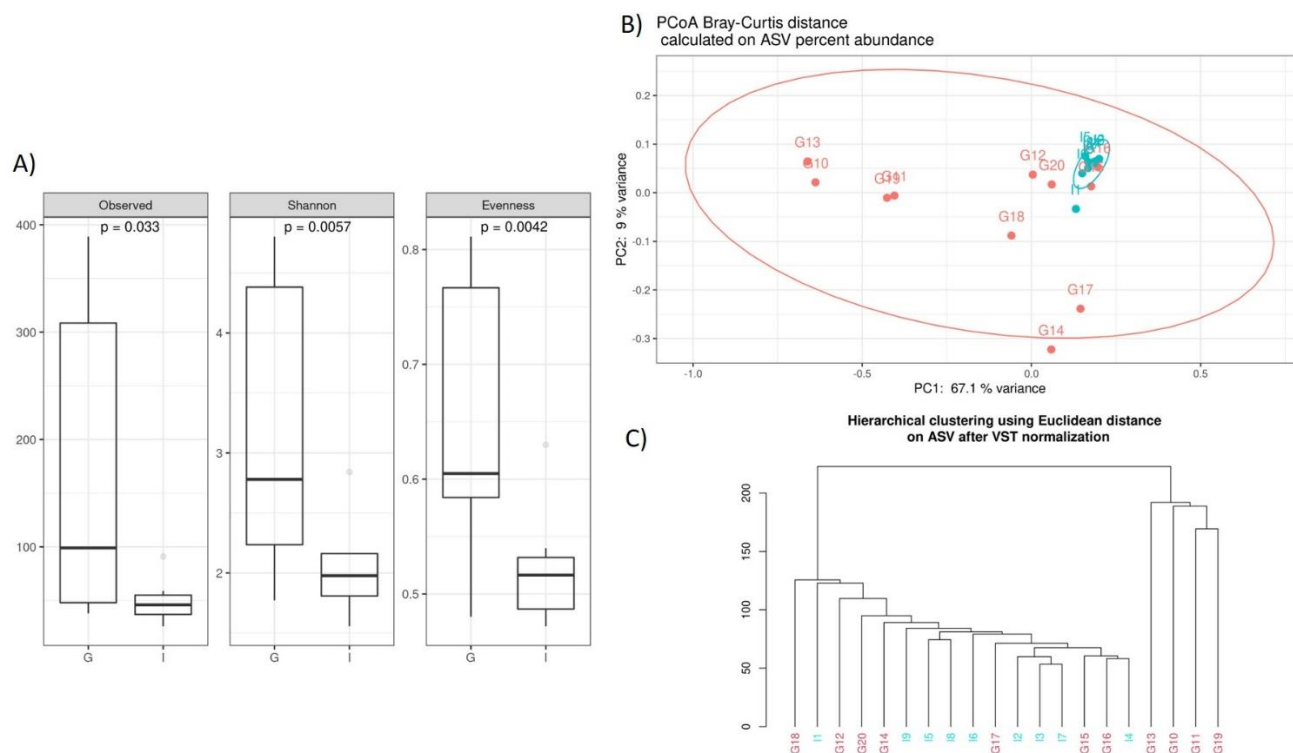 A)
Observed
Shannon
Evenness
p = 0.033
p = 0.0057
p = 0.0042
400
300
200
100
4
3
2
0.8
0.7
0.6
0.5
G
I
G
I
G
I
B)
PCoA Bray-Curtis distance
calculated on ASV percent abundance
PC2: 9 % variance
0.2
0.1
0.0
-0.1
-0.2
-0.3
G13
G10
G11
G12
G20
G18
G17
G14
I1
-1.0
-0.5
0.0
0.5
PC1: 67.1 % variance
C)
Hierarchical clustering using Euclidean distance
on ASV after VST normalization
200
150
100
50
0
G18
I1
G12
G20
G14
I9
I5
I8
I6
G17
I2
I3
I7
G15
G16
I4
G13
G10
G11
G19